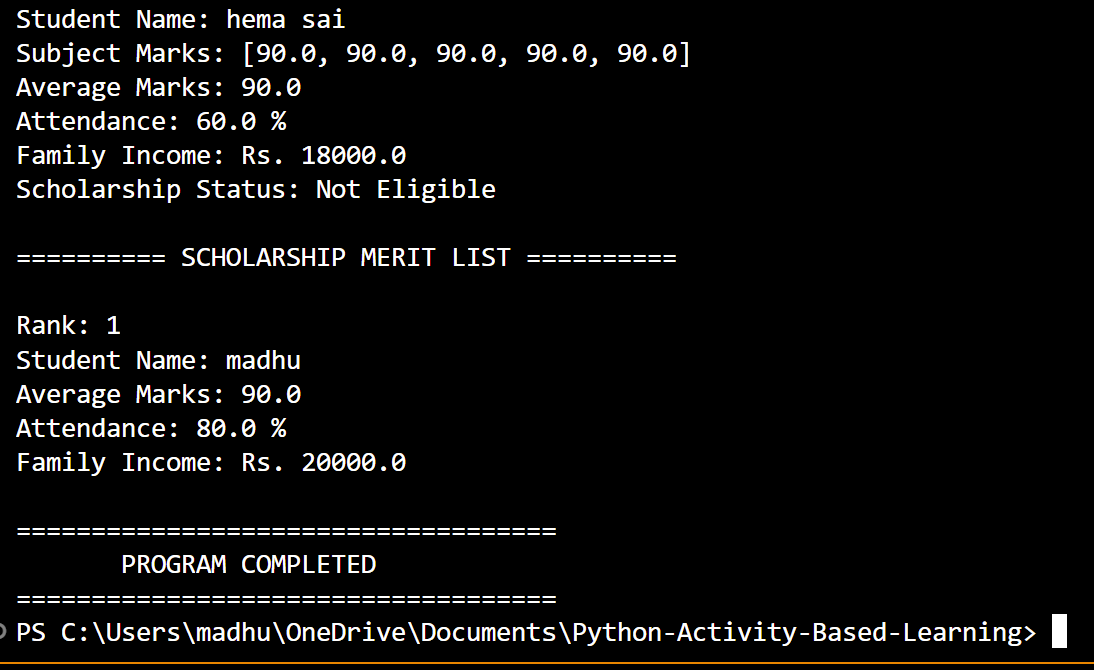 Student Name: hema sai
Subject Marks: [90.0, 90.0, 90.0, 90.0, 90.0]
Average Marks: 90.0
Attendance: 60.0 %
Family Income: Rs. 18000.0
Scholarship Status: Not Eligible
========== SCHOLARSHIP MERIT LIST ==========
Rank: 1
Student Name: madhu
Average Marks: 90.0
Attendance: 80.0 %
Family Income: Rs. 20000.0
====================================
PROGRAM COMPLETED
====================================
PS C:\Users\madhu\OneDrive\Documents\Python-Activity-Based-Learning>